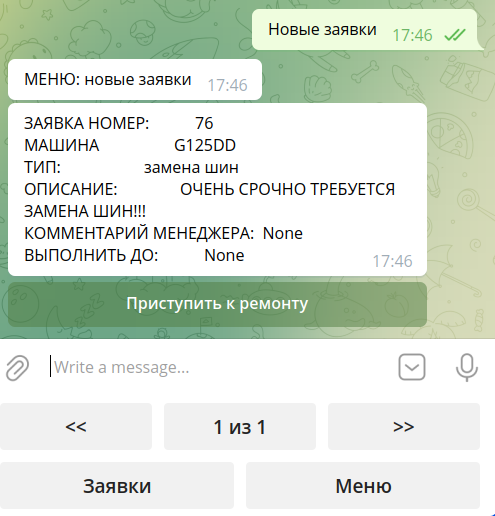 Новые заявки 17:46
МЕНЮ: новые заявки 17:46
ЗАЯВКА НОМЕР: 76
МАШИНА G125DD
ТИП: замена шин
ОПИСАНИЕ: ОЧЕНЬ СРОЧНО ТРЕБУЕТСЯ
ЗАМЕНА ШИН!!!
КОММЕНТАРИЙ МЕНЕДЖЕРА: None
ВЫПОЛНИТЬ ДО: None
17:46
Приступить к ремонту
Write a message...
<< 1 из 1 >>
Заявки Меню